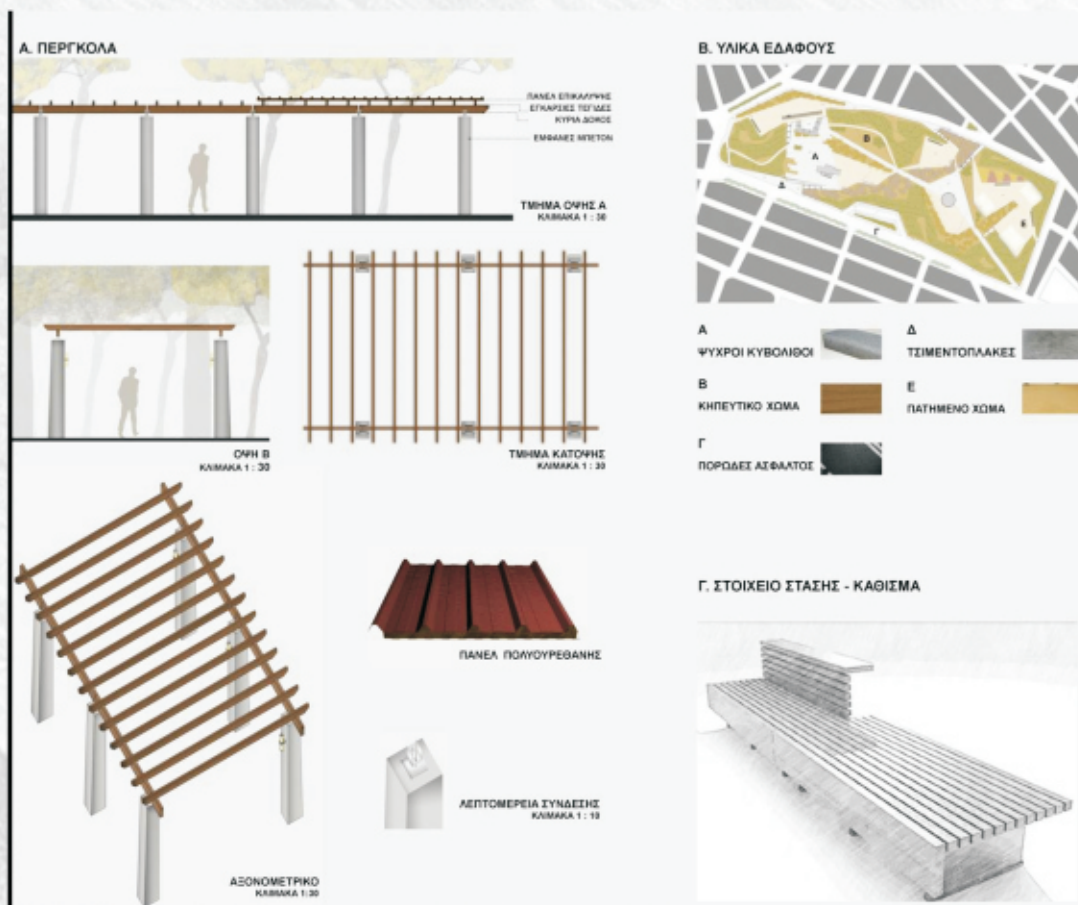 Α. ΠΕΡΓΚΟΛΑ
ΠΑΝΕΛ ΕΠΙΚΑΛΥΨΗΣ
ΕΓΚΑΡΣΙΕΣ ΤΕΓΙΔΕΣ
ΚΥΡΙΑ ΔΟΚΟΣ
ΕΜΦΑΝΕΣ ΜΠΕΤΟΝ
ΤΜΗΜΑ ΟΨΗΣ Α
ΚΛΙΜΑΚΑ 1 : 30
ΟΨΗ Β
ΚΛΙΜΑΚΑ 1 : 30
ΤΜΗΜΑ ΚΑΤΟΨΗΣ
ΚΛΙΜΑΚΑ 1 : 30
ΠΑΝΕΛ ΠΟΛΥΟΥΡΕΘΑΝΗΣ
ΛΕΠΤΟΜΕΡΕΙΑ ΣΥΝΔΕΣΗΣ
ΚΛΙΜΑΚΑ 1 : 10
ΑΞΟΝΟΜΕΤΡΙΚΟ
ΚΛΙΜΑΚΑ 1:30
Β. ΥΛΙΚΑ ΕΔΑΦΟΥΣ
Β
Α
Δ
Γ
Ε
Α
ΨΥΧΡΟΙ ΚΥΒΟΛΙΘΟΙ
Δ
ΤΣΙΜΕΝΤΟΠΛΑΚΕΣ
Β
ΚΗΠΕΥΤΙΚΟ ΧΩΜΑ
Ε
ΠΑΤΗΜΕΝΟ ΧΩΜΑ
Γ
ΠΟΡΩΔΕΣ ΑΣΦΑΛΤΟΣ
Γ. ΣΤΟΙΧΕΙΟ ΣΤΑΣΗΣ - ΚΑΘΙΣΜΑ